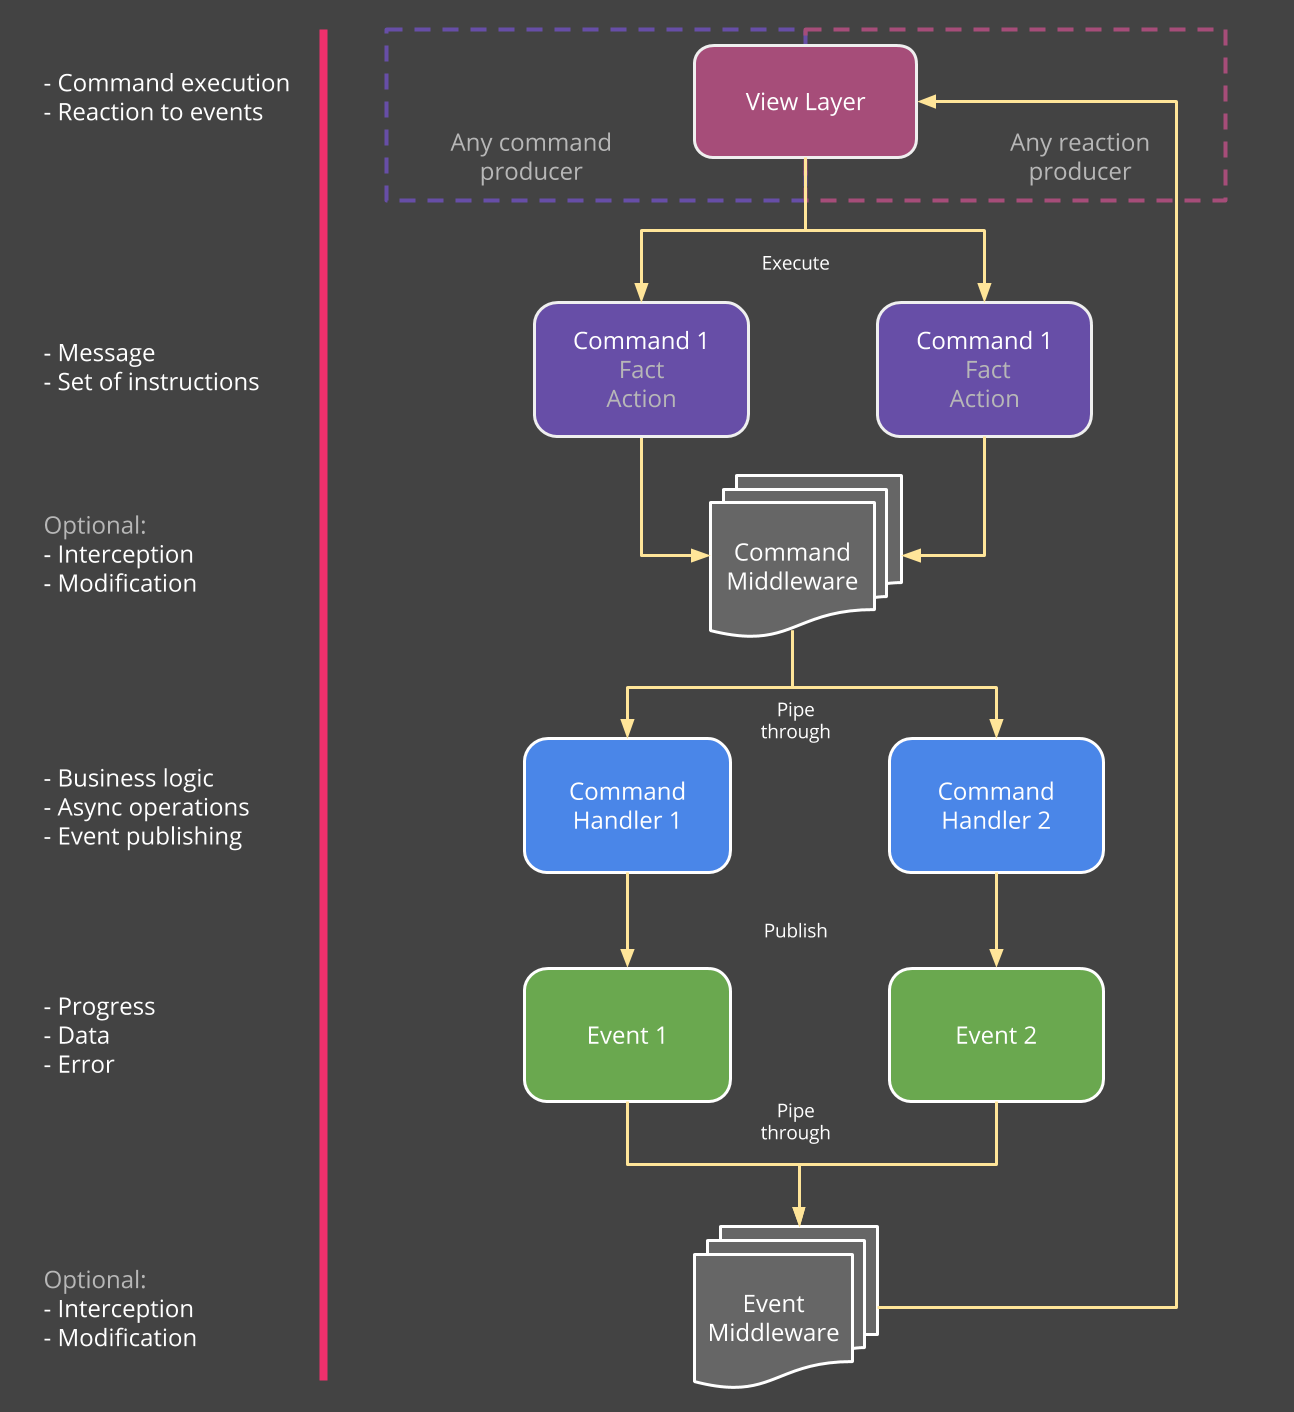 - Command execution
- Reaction to events
View Layer
Any command
producer
Any reaction
producer
Execute
- Message
- Set of instructions
Command 1
Fact
Action
Command 1
Fact
Action
Optional:
- Interception
- Modification
Command
Middleware
Pipe
through
- Business logic
- Async operations
- Event publishing
Command
Handler 1
Command
Handler 2
Publish
- Progress
- Data
- Error
Event 1
Event 2
Pipe
through
Optional:
- Interception
- Modification
Event
Middleware